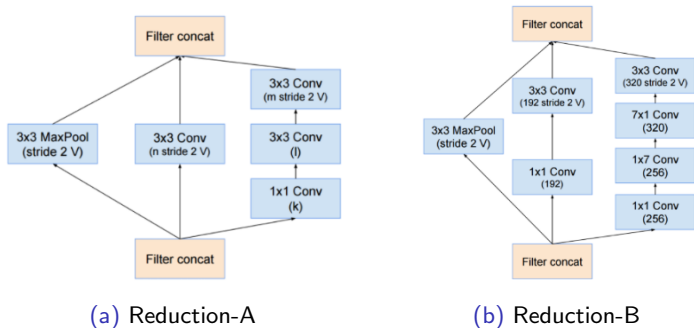 Filter concat
3x3 Conv
(m stride 2 V)
3x3 MaxPool
(stride 2 V)
3x3 Conv
(n stride 2 V)
3x3 Conv
(l)
1x1 Conv
(k)
Filter concat
(a) Reduction-A
Filter concat
3x3 Conv
(320 stride 2 V)
3x3 Conv
(192 stride 2 V)
7x1 Conv
(320)
3x3 MaxPool
(stride 2 V)
1x7 Conv
(256)
1x1 Conv
(192)
1x1 Conv
(256)
Filter concat
(b) Reduction-B